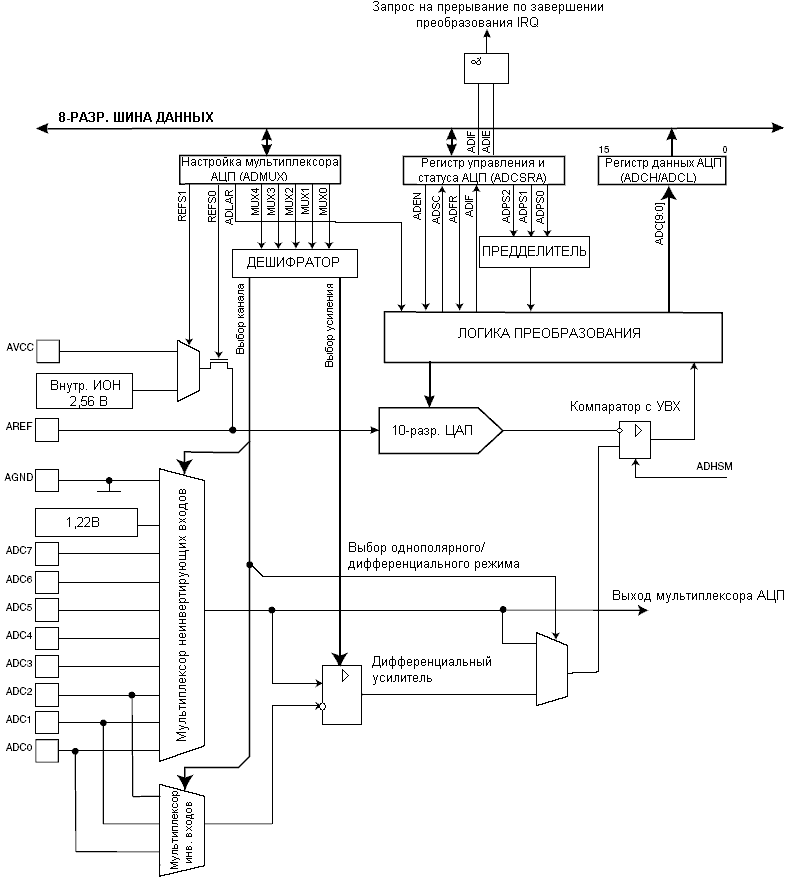 Запрос на прерывание по завершении
преобразования IRQ
&
8-РАЗР. ШИНА ДАННЫХ
ADIF
ADIE
15
0
Настройка мультиплексора
АЦП (ADMUX)
Регистр управления и
статуса АЦП (ADCSRA)
Регистр данных АЦП
(ADCH/ADCL)
REFS1
REFS0
ADLAR
MUX4
MUX3
MUX2
MUX1
MUX0
ADEN
ADSC
ADFR
ADIF
ADPS2
ADPS1
ADPS0
ADC[9:0]
ДЕШИФРАТОР
ПРЕДДЕЛИТЕЛЬ
Выбор канала
Выбор усиления
ЛОГИКА ПРЕОБРАЗОВАНИЯ
AVCC
Внутр. ИОН
2,56 В
AREF
10-разр. ЦАП
Компаратор с УВХ
ADHSM
AGND
1,22В
Мультиплексор неинвертирующих входов
Выбор однополярного/
дифференциального режима
ADC7
ADC6
ADC5
ADC4
ADC3
ADC2
ADC1
ADC0
Выход мультиплексора АЦП
Дифференциальный
усилитель
Мультиплексор
инв. входов